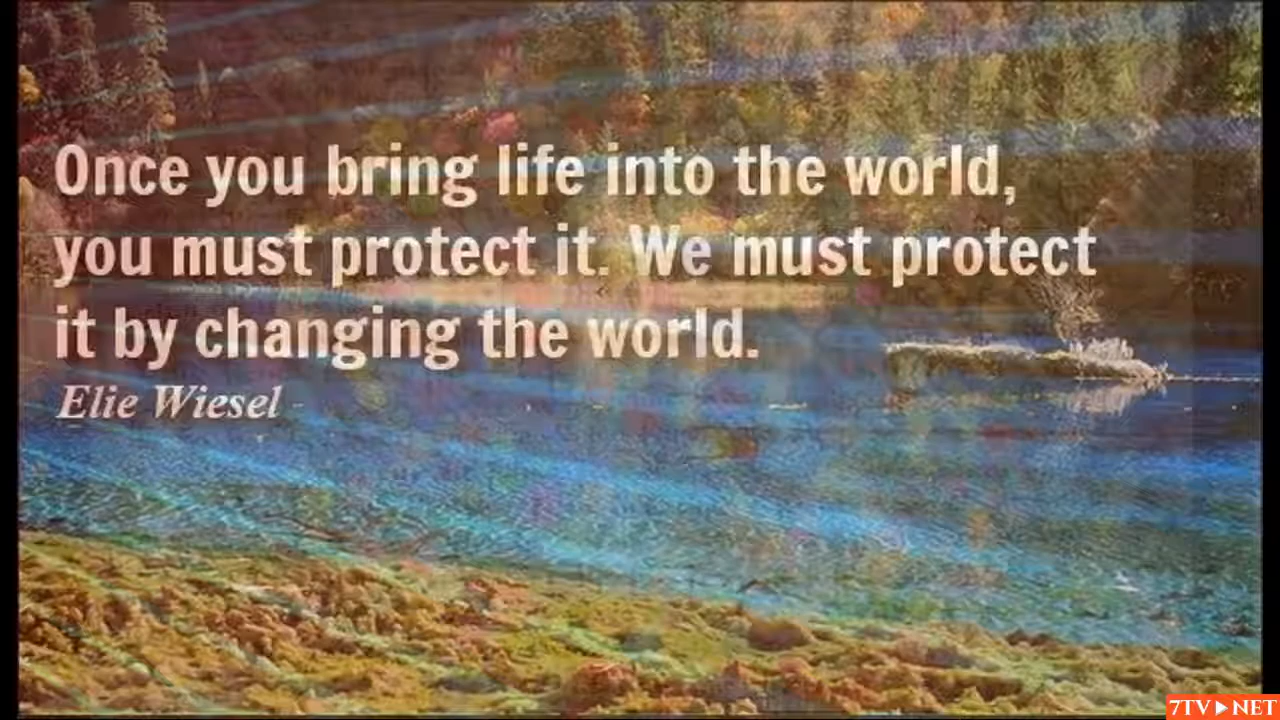 Once you bring life into the world,
you must protect it. We must protect
it by changing the world.
Elie Wiesel
7TV NET